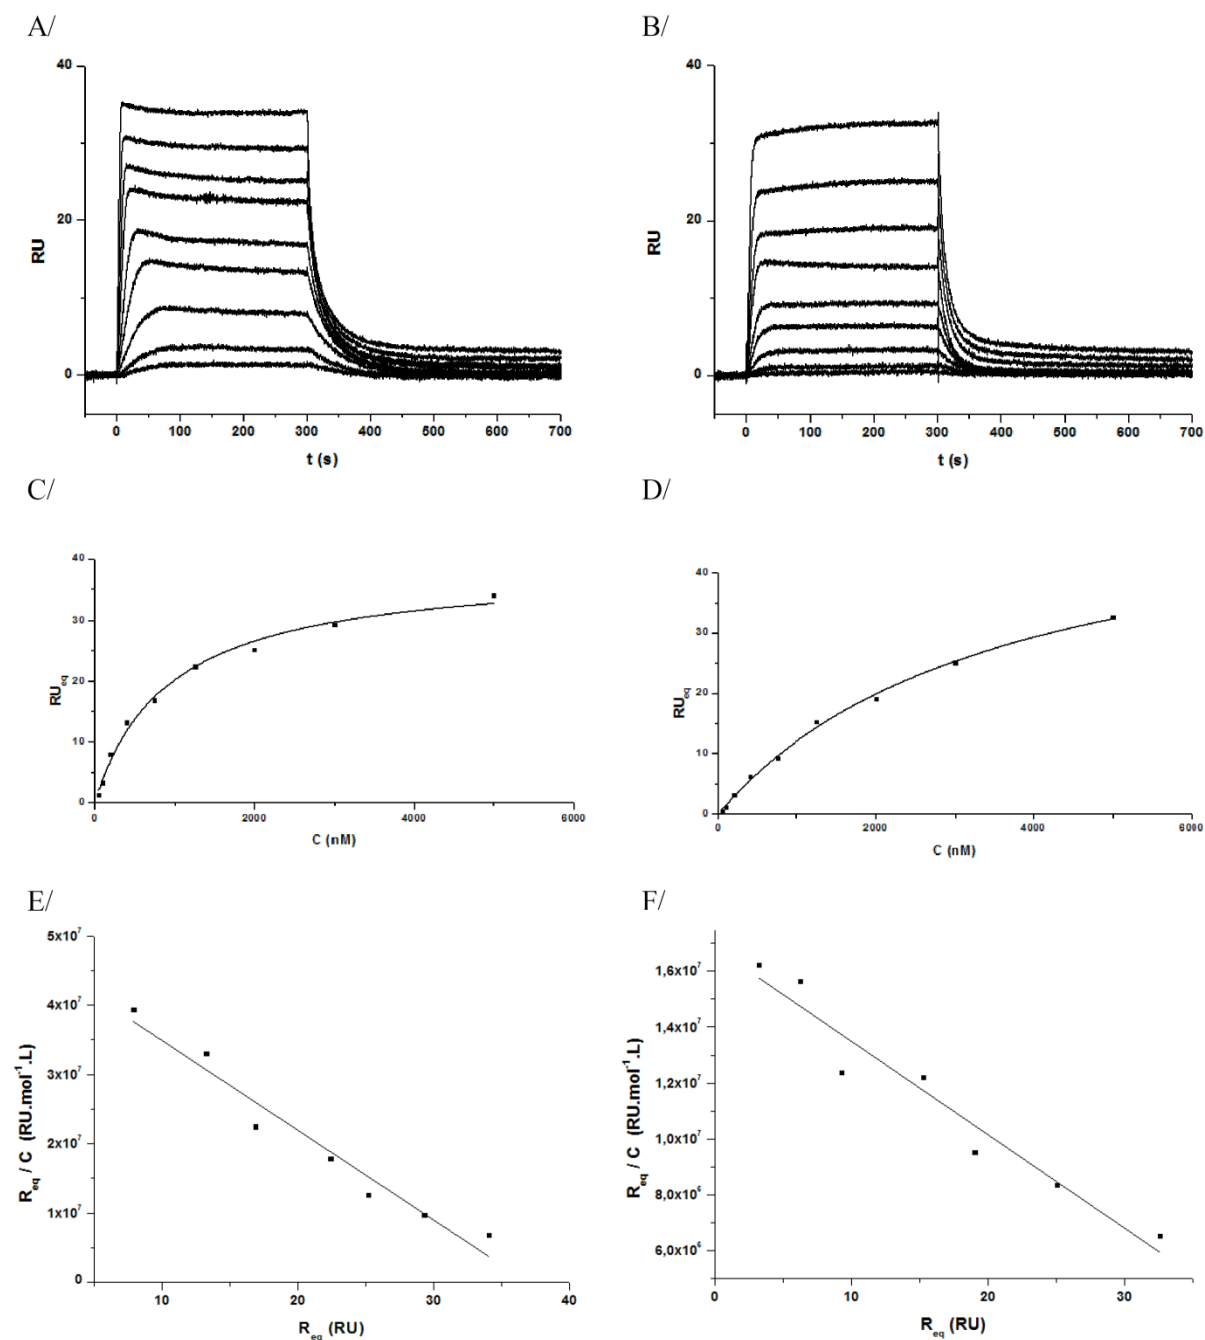 A/
B/
40
20
0
RU
0 100 200 300 400 500 600 700
t (s)
40
20
0
RU
0 100 200 300 400 500 600 700
t (s)
C/
D/
40
30
20
10
0
RUeq
0 2000 4000 6000
C (nM)
40
30
20
10
0
RUeq
0 2000 4000 6000
C (nM)
E/
F/
5x10⁷
4x10⁷
3x10⁷
2x10⁷
1x10⁷
0
Req / C (RU.mol⁻¹.L)
10 20 30 40
Req (RU)
1,6x10⁷
1,4x10⁷
1,2x10⁷
1,0x10⁷
8,0x10⁶
6,0x10⁶
Req / C (RU.mol⁻¹.L)
0 10 20 30
Req (RU)